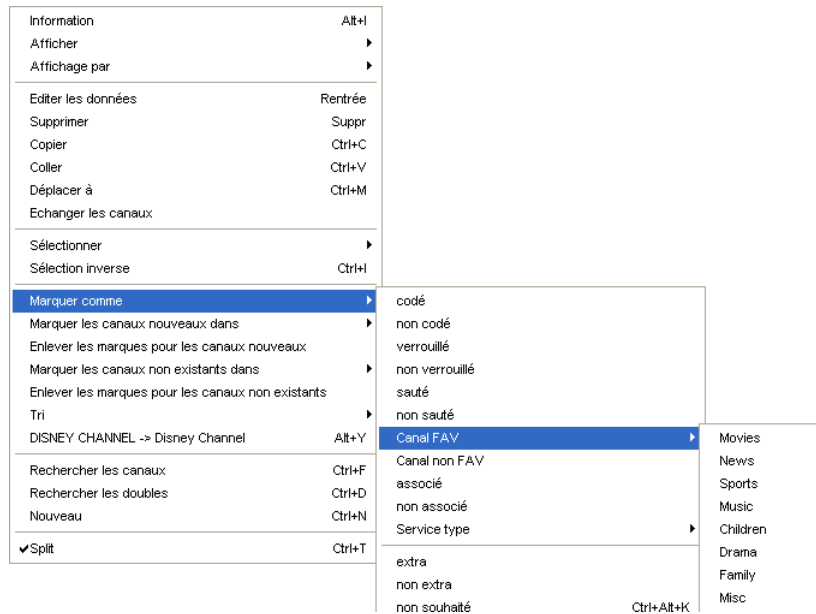 Information Alt+I
Afficher
Affichage par
Editer les données Rentrée
Supprimer Suppr
Copier Ctrl+C
Coller Ctrl+V
Déplacer à Ctrl+M
Echanger les canaux
Sélectionner
Sélection inverse Ctrl+I
Marquer comme
Marquer les canaux nouveaux dans
Enlever les marques pour les canaux nouveaux
Marquer les canaux non existants dans
Enlever les marques pour les canaux non existants
Tri
DISNEY CHANNEL -> Disney Channel Alt+Y
Rechercher les canaux Ctrl+F
Rechercher les doubles Ctrl+D
Nouveau Ctrl+N
Split Ctrl+T
codé
non codé
verrouillé
non verrouillé
sauté
non sauté
Canal FAV
Canal non FAV
associé
non associé
Service type
extra
non extra
non souhaité Ctrl+Alt+K
Movies
News
Sports
Music
Children
Drama
Family
Misc